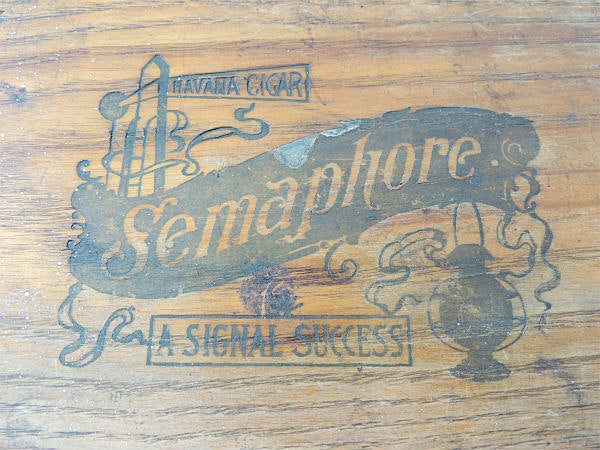 HAVANA CIGAR
Semaphore.
A SIGNAL SUCCESS